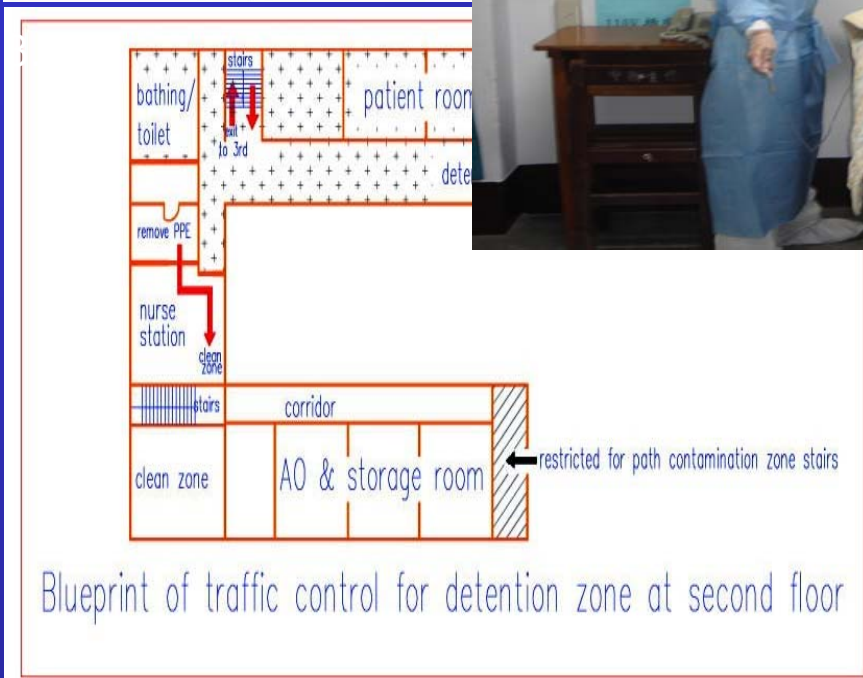 stairs
bathing/
toilet
patient room
exit
to 3rd
remove PPE
nurse
station
clean
zone
stairs
corridor
clean zone
AO & storage room
restricted for path contamination zone stairs
Blueprint of traffic control for detention zone at second floor